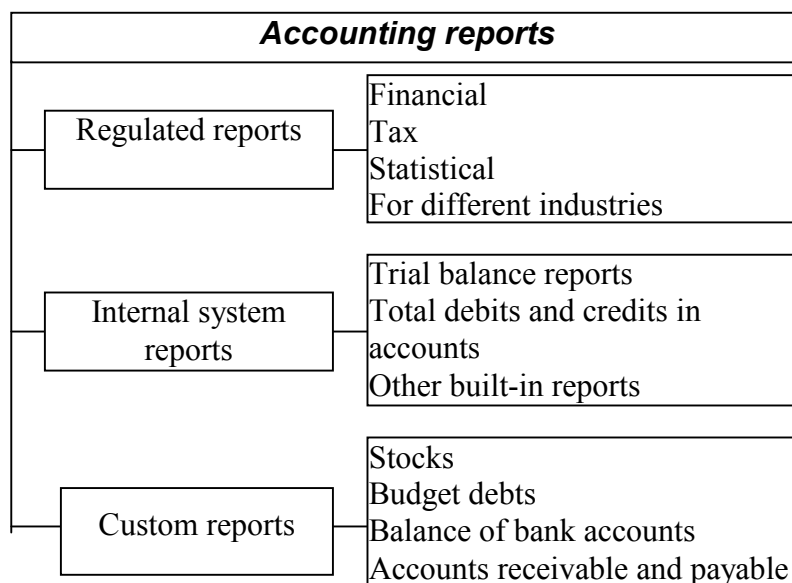 Accounting reports
Regulated reports
Financial
Tax
Statistical
For different industries
Internal system
reports
Trial balance reports
Total debits and credits in
accounts
Other built-in reports
Custom reports
Stocks
Budget debts
Balance of bank accounts
Accounts receivable and payable